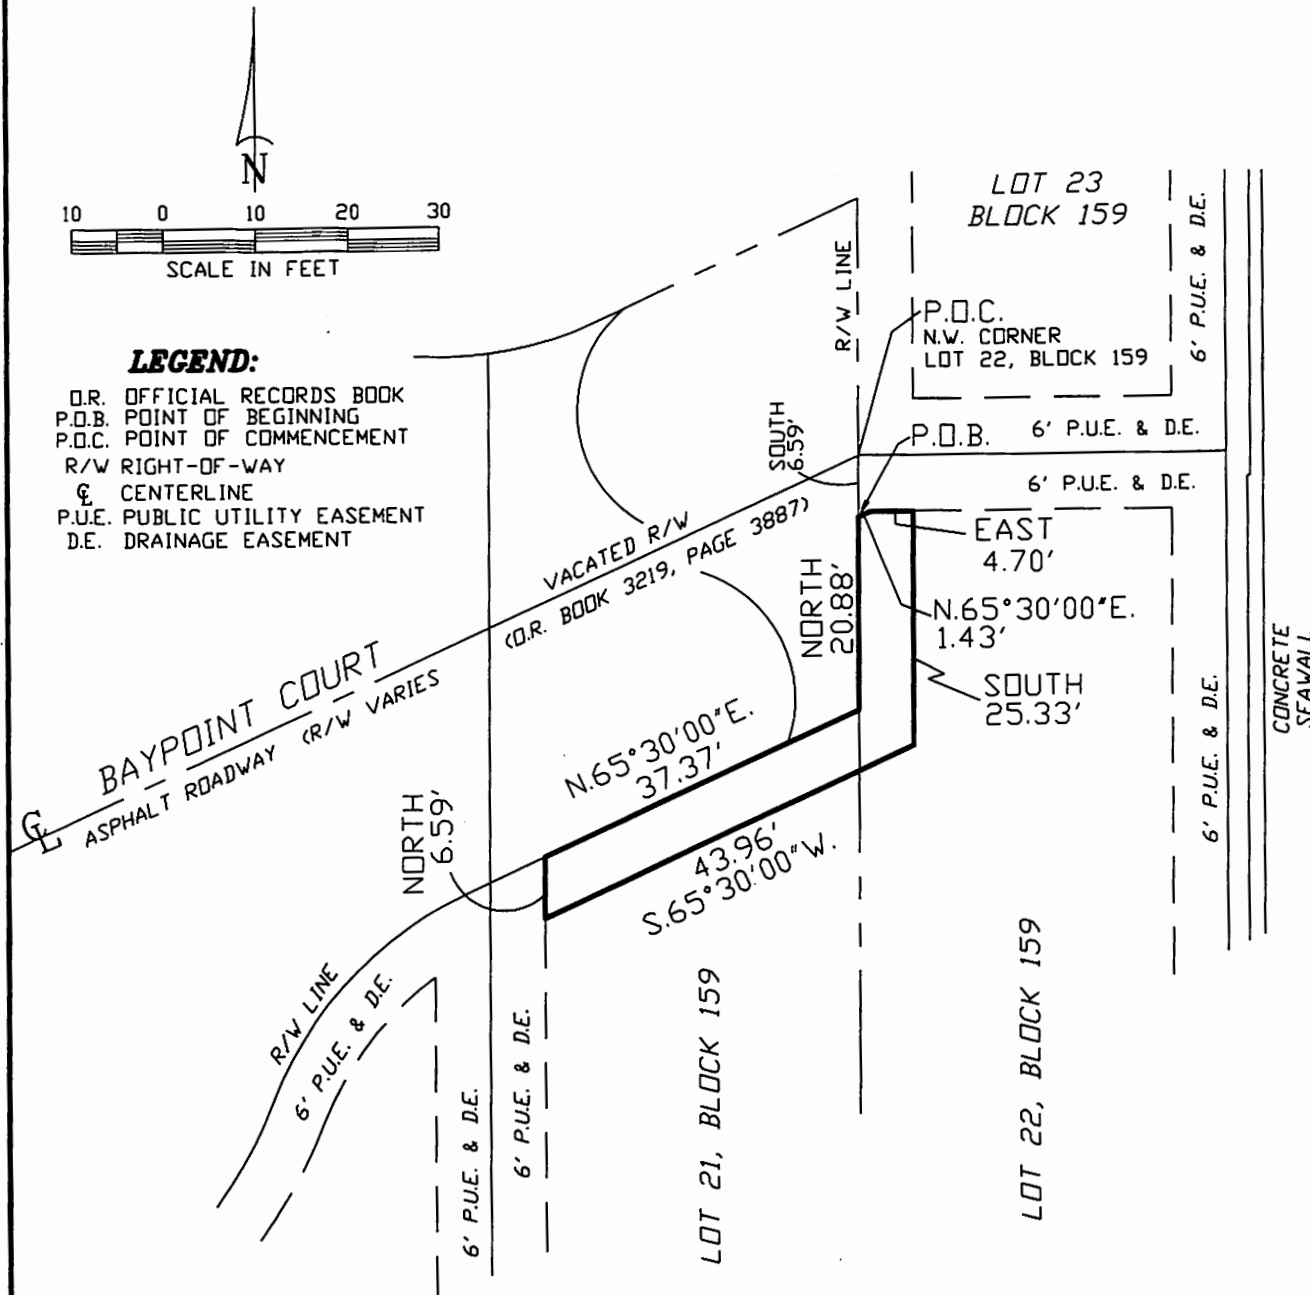 N
10 0 10 20 30
SCALE IN FEET
LEGEND:
O.R. OFFICIAL RECORDS BOOK
P.O.B. POINT OF BEGINNING
P.O.C. POINT OF COMMENCEMENT
R/W RIGHT-OF-WAY
℄ CENTERLINE
P.U.E. PUBLIC UTILITY EASEMENT
D.E. DRAINAGE EASEMENT
LOT 23
BLOCK 159
6' P.U.E. & D.E.
R/W LINE
P.O.C.
N.W. CORNER
LOT 22, BLOCK 159
SOUTH
6.59'
P.O.B.
6' P.U.E. & D.E.
6' P.U.E. & D.E.
VACATED R/W
(O.R. BOOK 3219, PAGE 3887)
EAST
4.70'
NORTH
20.88'
N.65°30'00"E.
1.43'
SOUTH
25.33'
CONCRETE
SEAWALL
6' P.U.E. & D.E.
BAYPOINT COURT
ASPHALT ROADWAY (R/W VARIES
℄
N.65°30'00"E.
37.37'
NORTH
6.59'
43.96'
S.65°30'00"W.
R/W LINE
6' P.U.E. & D.E.
6' P.U.E. & D.E.
6' P.U.E. & D.E.
LOT 21, BLOCK 159
LOT 22, BLOCK 159